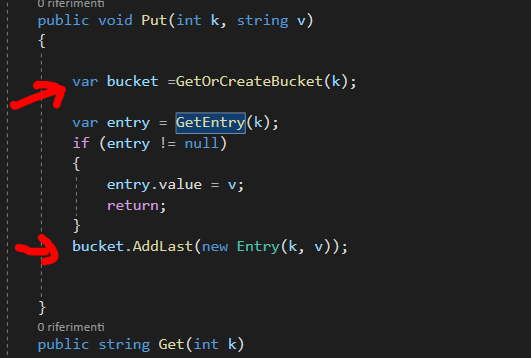 0 riferimenti
public void Put(int k, string v)
{
var bucket =GetOrCreateBucket(k);
var entry = GetEntry(k);
if (entry != null)
{
entry.value = v;
return;
}
bucket.AddLast(new Entry(k, v));
}
0 riferimenti
public string Get(int k)